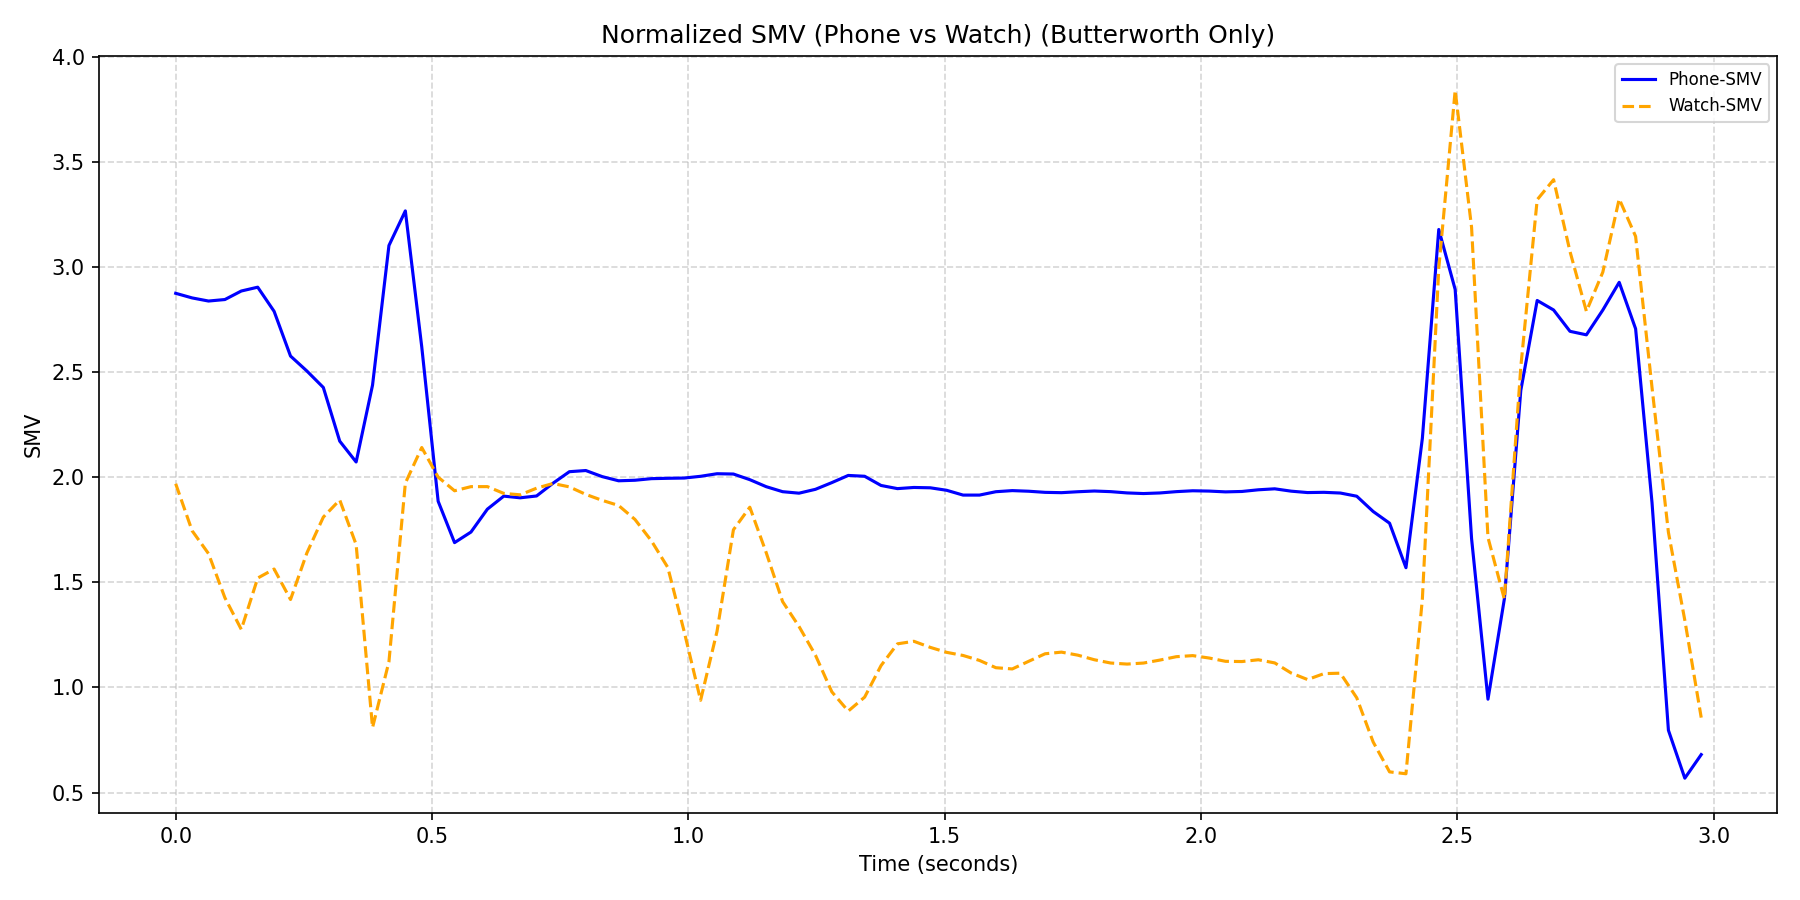 Normalized SMV (Phone vs Watch) (Butterworth Only)
Phone-SMV
Watch-SMV
SMV
4.0
3.5
3.0
2.5
2.0
1.5
1.0
0.5
0.0 0.5 1.0 1.5 2.0 2.5 3.0
Time (seconds)